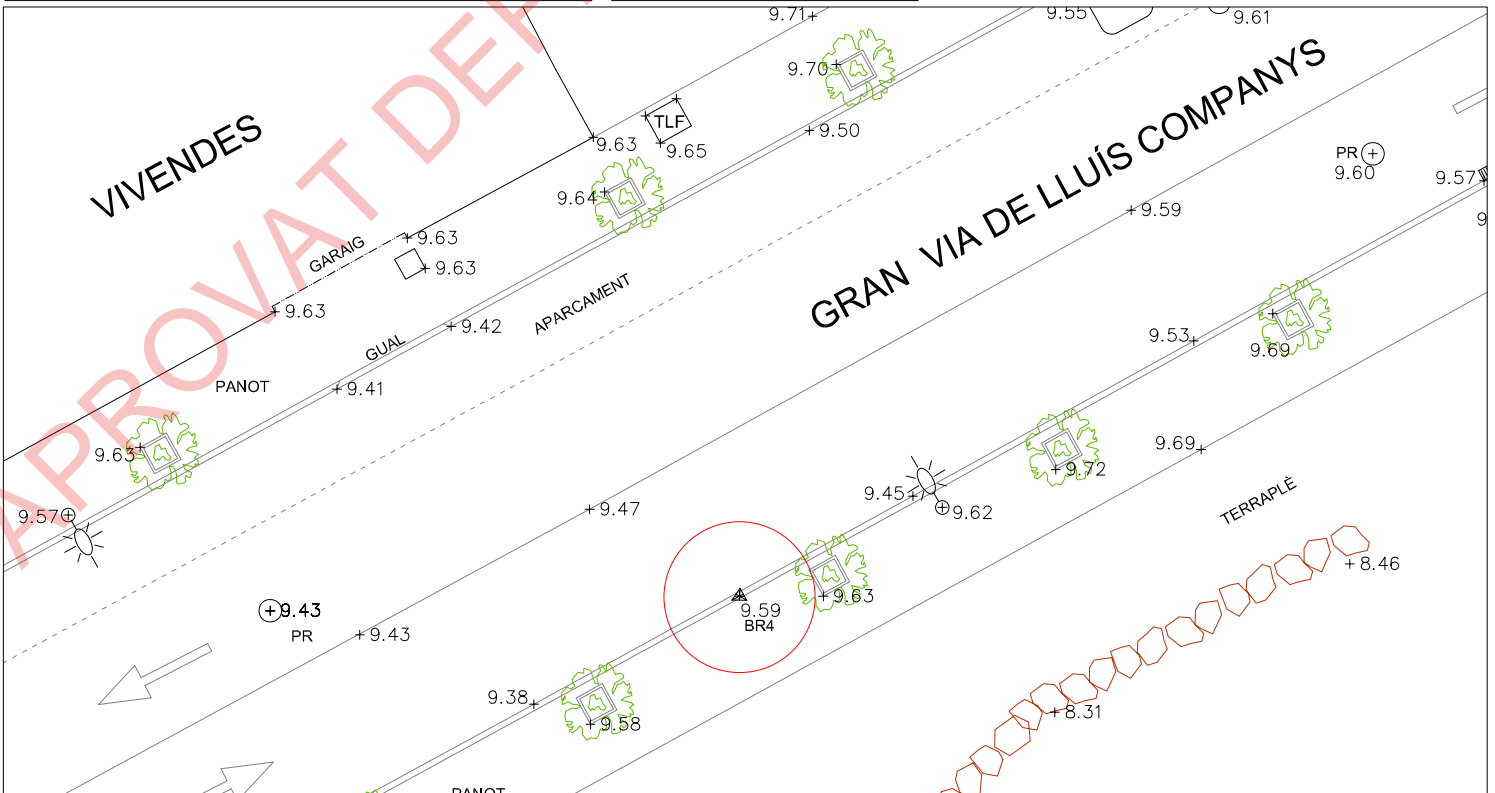 9.71
9.55
9.61
9.70
VIVENDES
TLF
9.63
9.65
9.50
GRAN VIA DE LLUÍS COMPANYS
PR
9.60
9.57
9.64
9.59
GARAIG
9.63
9.63
9.63
APARCAMENT
9.42
GUAL
9.53
9.69
PANOT
9.41
9.63
9.69
9.72
TERRAPLÈ
9.57
9.47
9.45
9.62
8.46
9.43
PR
9.43
9.59
BR4
9.63
9.38
9.58
8.31
PANOT
APROVAT DEF